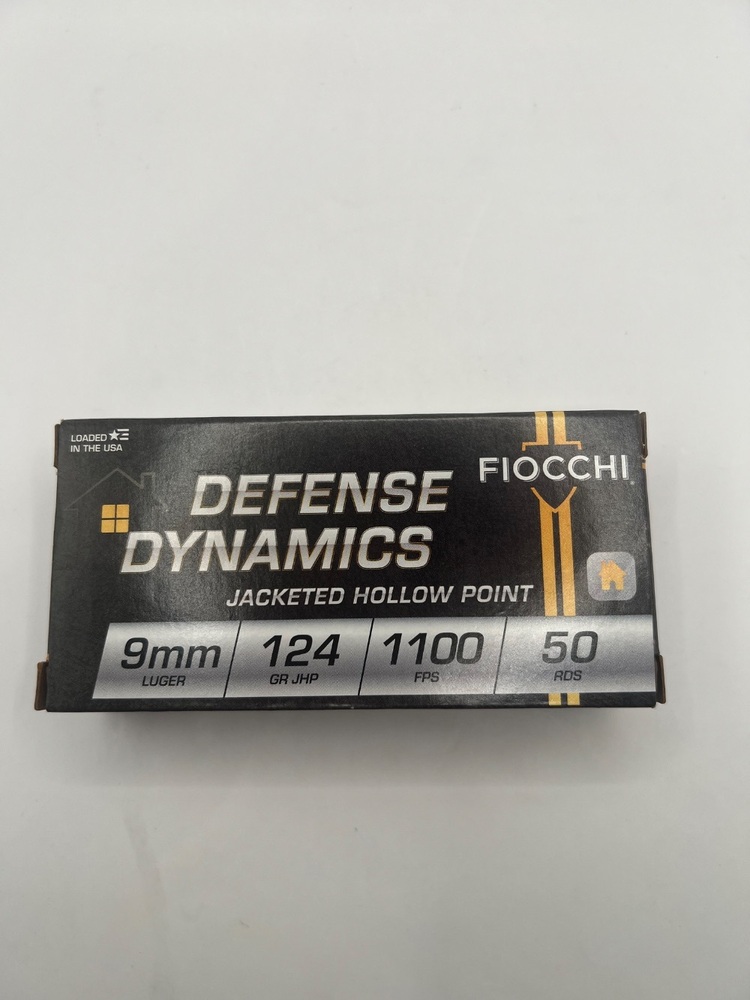 LOADED
IN THE USA
FIOCCHI
DEFENSE
DYNAMICS
JACKETED HOLLOW POINT
9mm
LUGER
124
GR JHP
1100
FPS
50
RDS